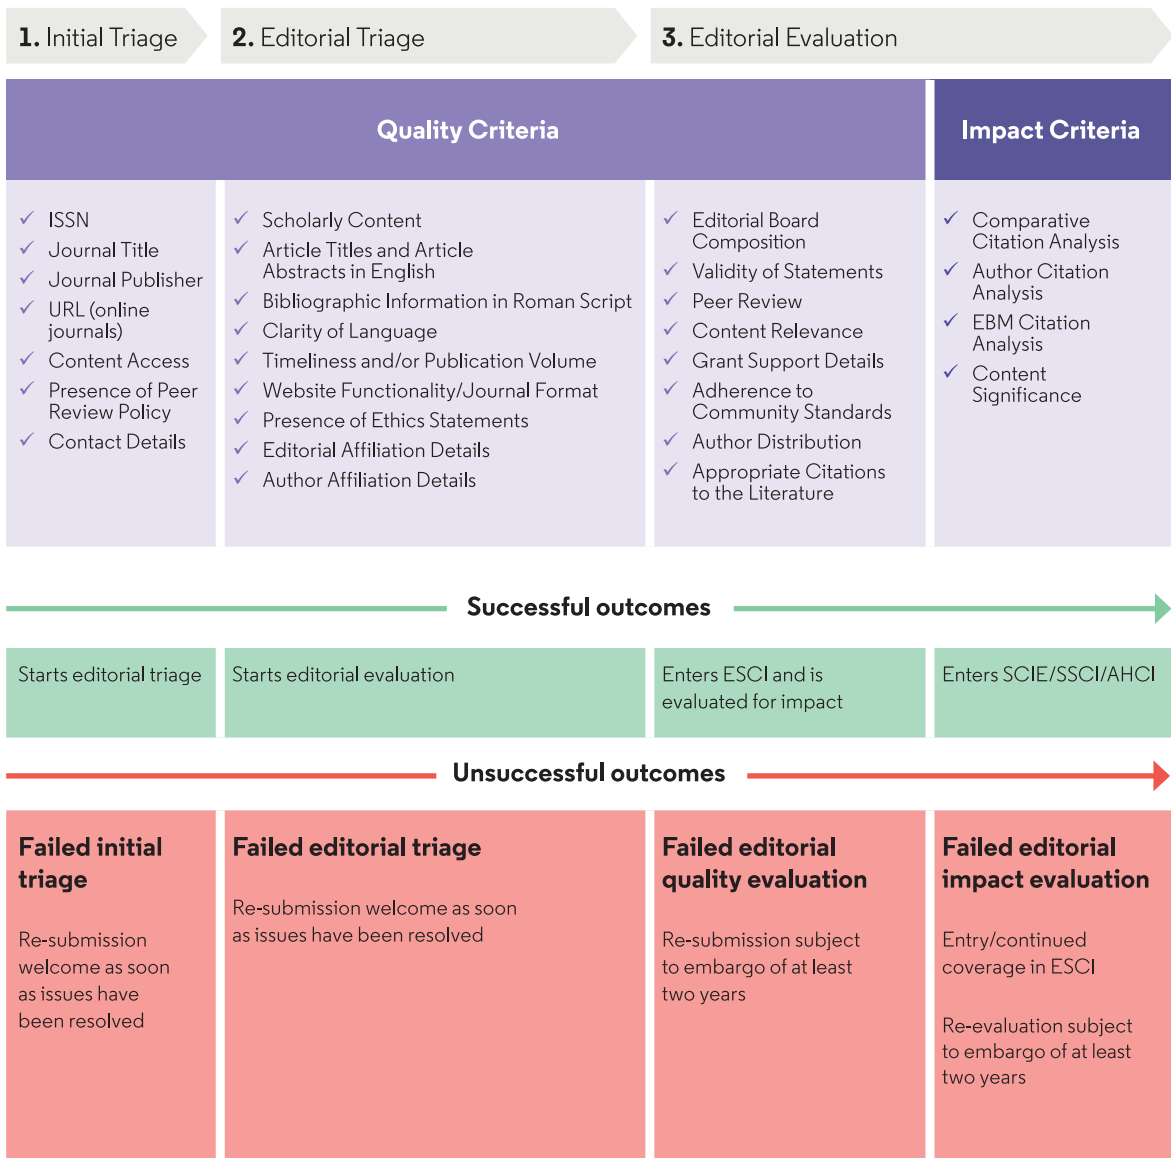 1. Initial Triage
2. Editorial Triage
3. Editorial Evaluation
Quality Criteria
Impact Criteria
✓ ISSN
✓ Journal Title
✓ Journal Publisher
✓ URL (online
journals)
✓ Content Access
✓ Presence of Peer
Review Policy
✓ Contact Details
✓ Scholarly Content
✓ Article Titles and Article
Abstracts in English
✓ Bibliographic Information in Roman Script
✓ Clarity of Language
✓ Timeliness and/or Publication Volume
✓ Website Functionality/Journal Format
✓ Presence of Ethics Statements
✓ Editorial Affiliation Details
✓ Author Affiliation Details
✓ Editorial Board
Composition
✓ Validity of Statements
✓ Peer Review
✓ Content Relevance
✓ Grant Support Details
✓ Adherence to
Community Standards
✓ Author Distribution
✓ Appropriate Citations
to the Literature
✓ Comparative
Citation Analysis
✓ Author Citation
Analysis
✓ EBM Citation
Analysis
✓ Content
Significance
Successful outcomes
Starts editorial triage
Starts editorial evaluation
Enters ESCI and is
evaluated for impact
Enters SCIE/SSCI/AHCI
Unsuccessful outcomes
Failed initial
triage
Re-submission
welcome as soon
as issues have
been resolved
Failed editorial triage
Re-submission welcome as soon
as issues have been resolved
Failed editorial
quality evaluation
Re-submission subject
to embargo of at least
two years
Failed editorial
impact evaluation
Entry/continued
coverage in ESCI
Re-evaluation subject
to embargo of at least
two years